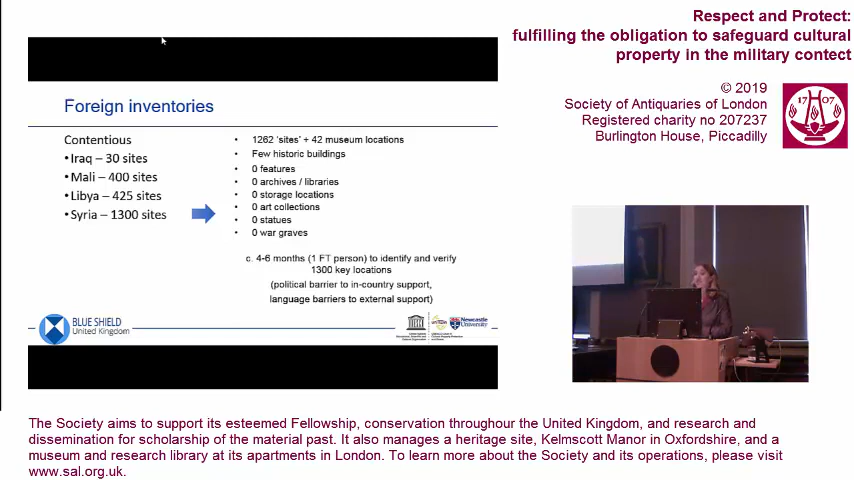 Respect and Protect:
fulfilling the obligation to safeguard cultural
property in the military contect
© 2019
Society of Antiquaries of London
Registered charity no 207237
Burlington House, Piccadilly
17 07
Foreign inventories
Contentious
•Iraq – 30 sites
•Mali – 400 sites
•Libya – 425 sites
•Syria – 1300 sites
• 1262 'sites' + 42 museum locations
• Few historic buildings
• 0 features
• 0 archives / libraries
• 0 storage locations
• 0 art collections
• 0 statues
• 0 war graves
c. 4-6 months (1 FT person) to identify and verify
1300 key locations
(political barrier to in-country support,
language barriers to external support)
BLUE SHIELD
United Kingdom
Newcastle
University
The Society aims to support its esteemed Fellowship, conservation throughour the United Kingdom, and research and
dissemination for scholarship of the material past. It also manages a heritage site, Kelmscott Manor in Oxfordshire, and a
museum and research library at its apartments in London. To learn more about the Society and its operations, please visit
www.sal.org.uk.